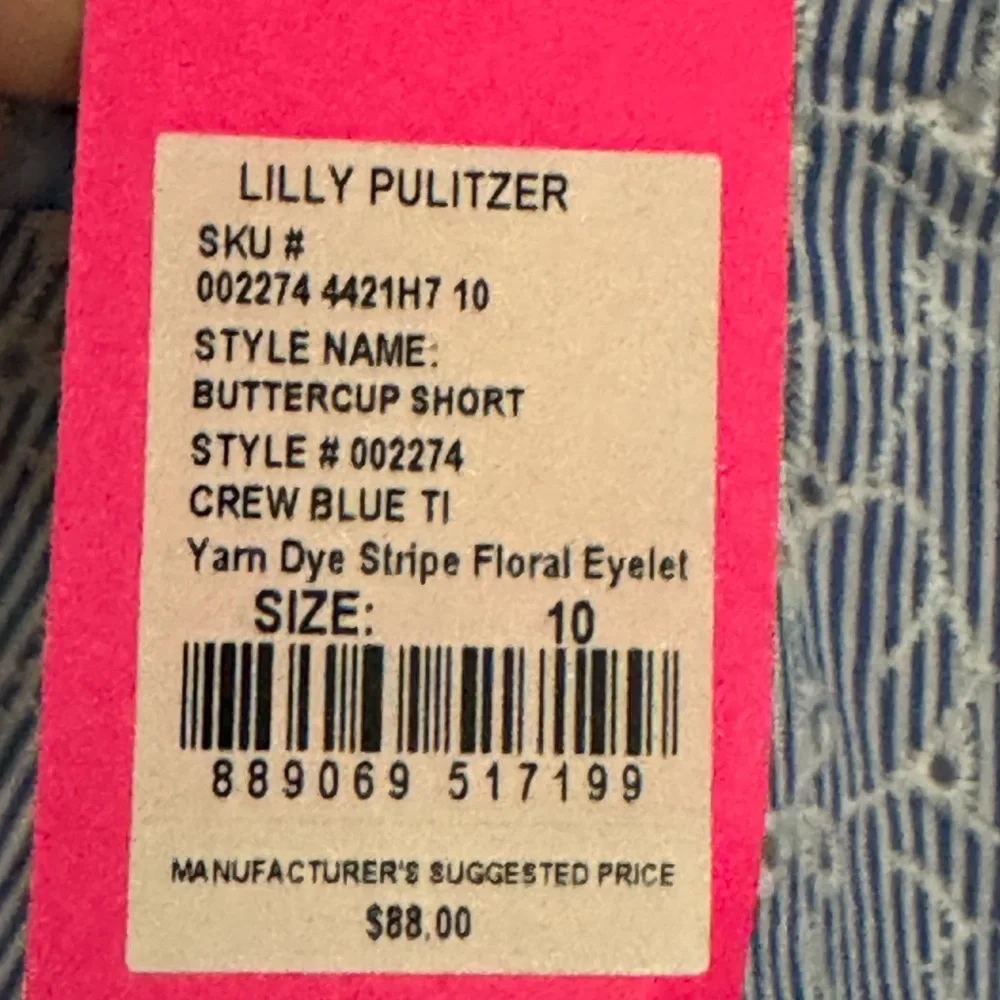 LILLY PULITZER
SKU #
002274 4421H7 10
STYLE NAME:
BUTTERCUP SHORT
STYLE # 002274
CREW BLUE TI
Yarn Dye Stripe Floral Eyelet
SIZE: 10
889069 517199
MANUFACTURER'S SUGGESTED PRICE
$88.00